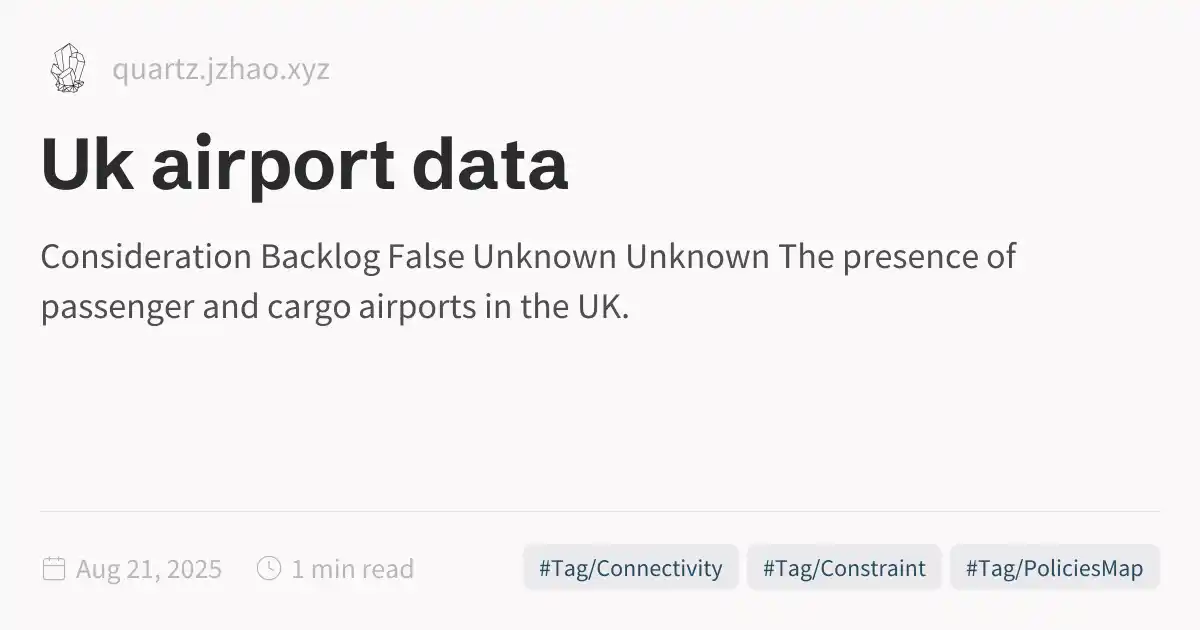 quartz.jzhao.xyz
Uk airport data
Consideration Backlog False Unknown Unknown The presence of
passenger and cargo airports in the UK.
Aug 21, 2025 1 min read #Tag/Connectivity #Tag/Constraint #Tag/PoliciesMap